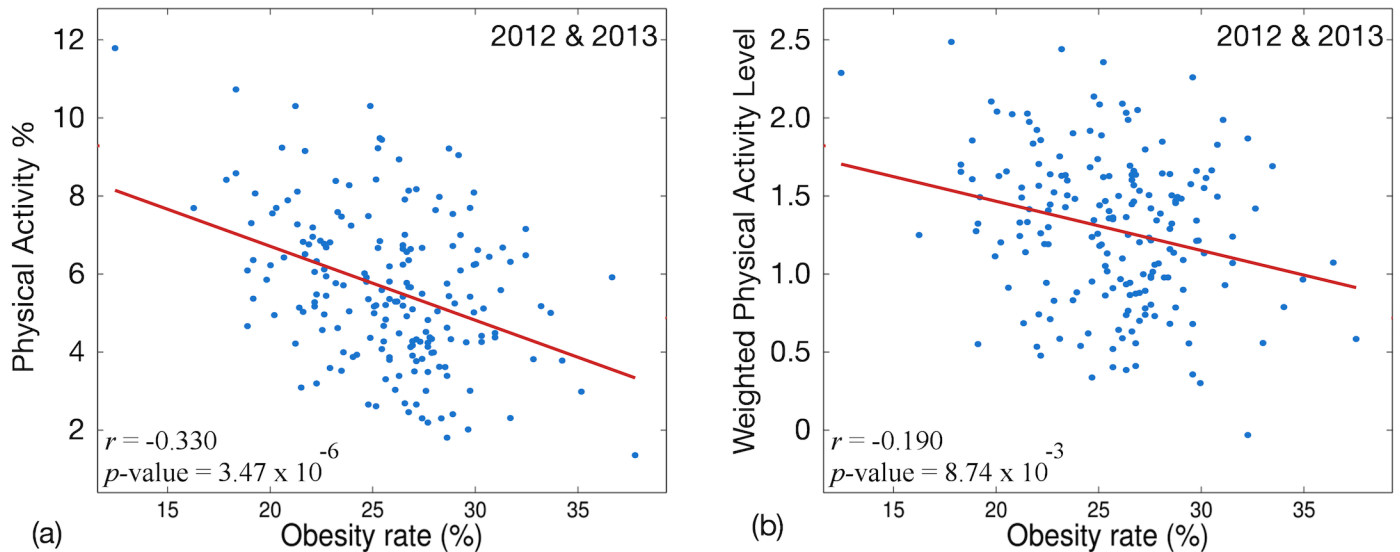 2012 & 2013
12
10
8
6
4
2
Physical Activity %
r = -0.330
p-value = 3.47 x 10
-6
15
20
25
30
35
Obesity rate (%)
(a)
2012 & 2013
2.5
2.0
1.5
1.0
0.5
0
Weighted Physical Activity Level
r = -0.190
p-value = 8.74 x 10
-3
15
20
25
30
35
Obesity rate (%)
(b)